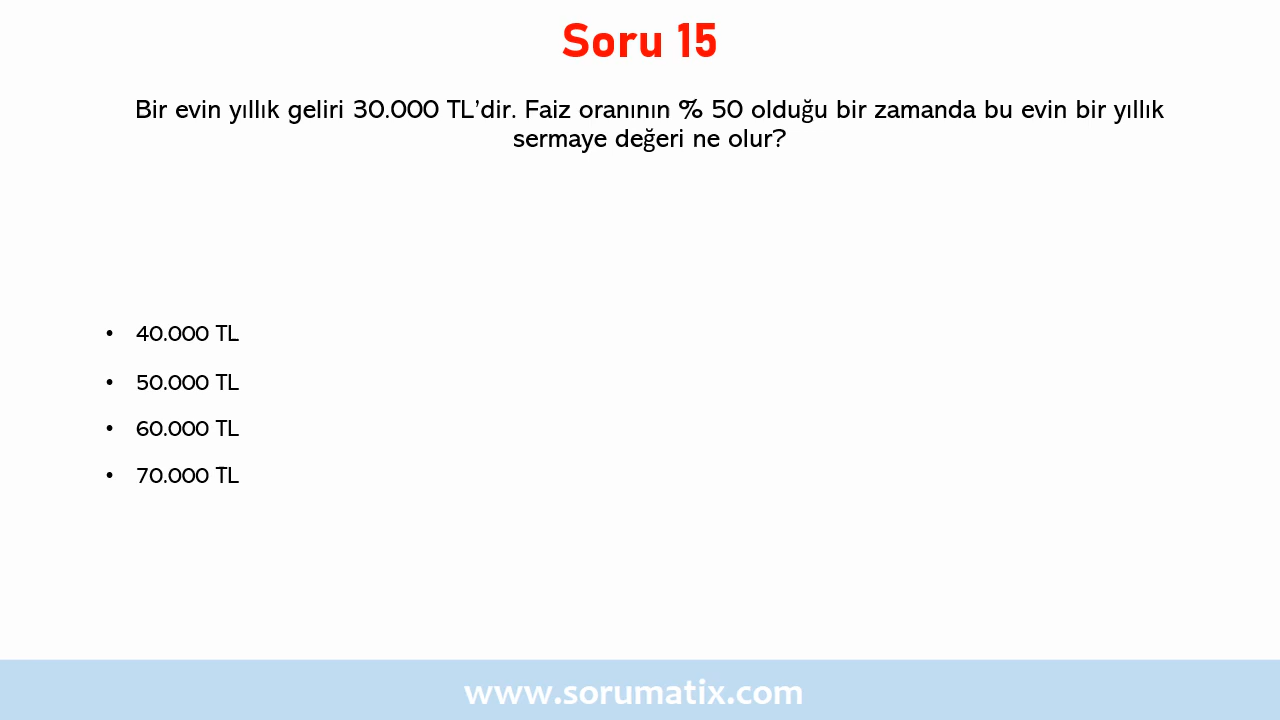 Soru 15
Bir evin yıllık geliri 30.000 TL’dir. Faiz oranının % 50 olduğu bir zamanda bu evin bir yıllık
sermaye değeri ne olur?
• 40.000 TL
• 50.000 TL
• 60.000 TL
• 70.000 TL
www.sorumatix.com